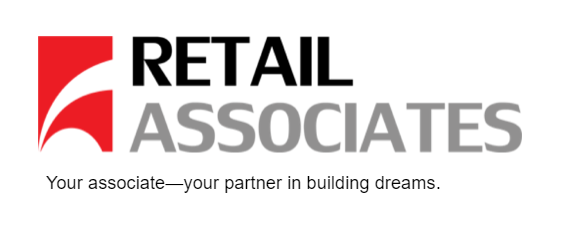 RETAIL
ASSOCIATES
Your associate—your partner in building dreams.